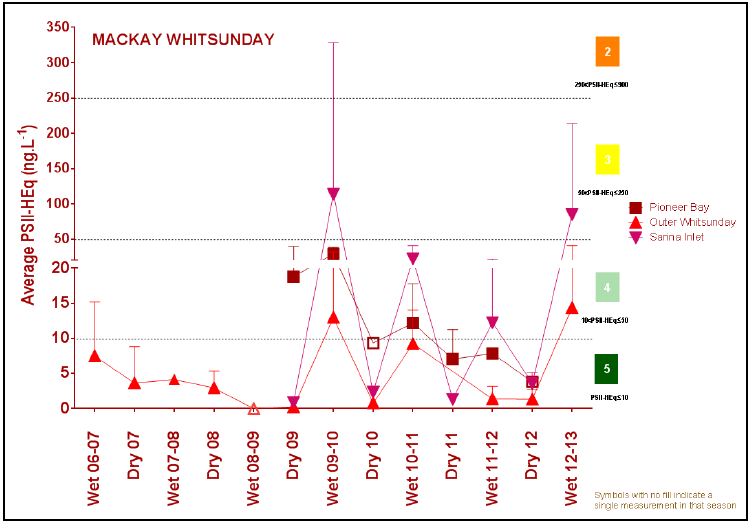 MACKAY WHITSUNDAY
Average PSII-HEq (ng.L-1)
350
300
250
200
150
100
50
20
15
10
5
0
Wet 06-07
Dry 07
Wet 07-08
Dry 08
Wet 08-09
Dry 09
Wet 09-10
Dry 10
Wet 10-11
Dry 11
Wet 11-12
Dry 12
Wet 12-13
2
3
50<PSII-HEq≤250
Pioneer Bay
Outer Whitsunday
Sarina Inlet
4
10<PSII-HEq≤50
5
PSII-HEq≤10
Symbols with no fill indicate a
single measurement in that season